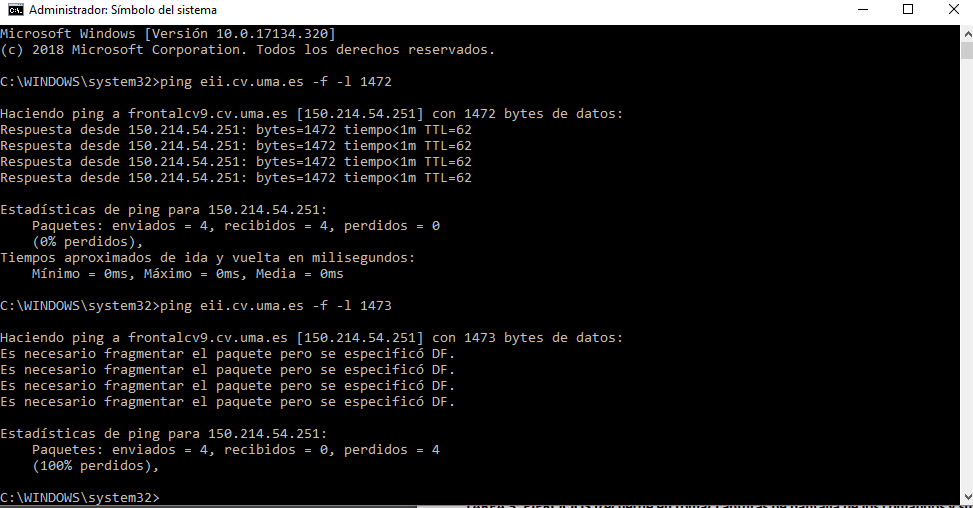 Administrador: Símbolo del sistema
Microsoft Windows [Versión 10.0.17134.320]
(c) 2018 Microsoft Corporation. Todos los derechos reservados.
C:\WINDOWS\system32>ping eii.cv.uma.es -f -l 1472
Haciendo ping a frontalcv9.cv.uma.es [150.214.54.251] con 1472 bytes de datos:
Respuesta desde 150.214.54.251: bytes=1472 tiempo<1m TTL=62
Respuesta desde 150.214.54.251: bytes=1472 tiempo<1m TTL=62
Respuesta desde 150.214.54.251: bytes=1472 tiempo<1m TTL=62
Respuesta desde 150.214.54.251: bytes=1472 tiempo<1m TTL=62
Estadísticas de ping para 150.214.54.251:
Paquetes: enviados = 4, recibidos = 4, perdidos = 0
(0% perdidos),
Tiempos aproximados de ida y vuelta en milisegundos:
Mínimo = 0ms, Máximo = 0ms, Media = 0ms
C:\WINDOWS\system32>ping eii.cv.uma.es -f -l 1473
Haciendo ping a frontalcv9.cv.uma.es [150.214.54.251] con 1473 bytes de datos:
Es necesario fragmentar el paquete pero se especificó DF.
Es necesario fragmentar el paquete pero se especificó DF.
Es necesario fragmentar el paquete pero se especificó DF.
Es necesario fragmentar el paquete pero se especificó DF.
Estadísticas de ping para 150.214.54.251:
Paquetes: enviados = 4, recibidos = 0, perdidos = 4
(100% perdidos),
C:\WINDOWS\system32>